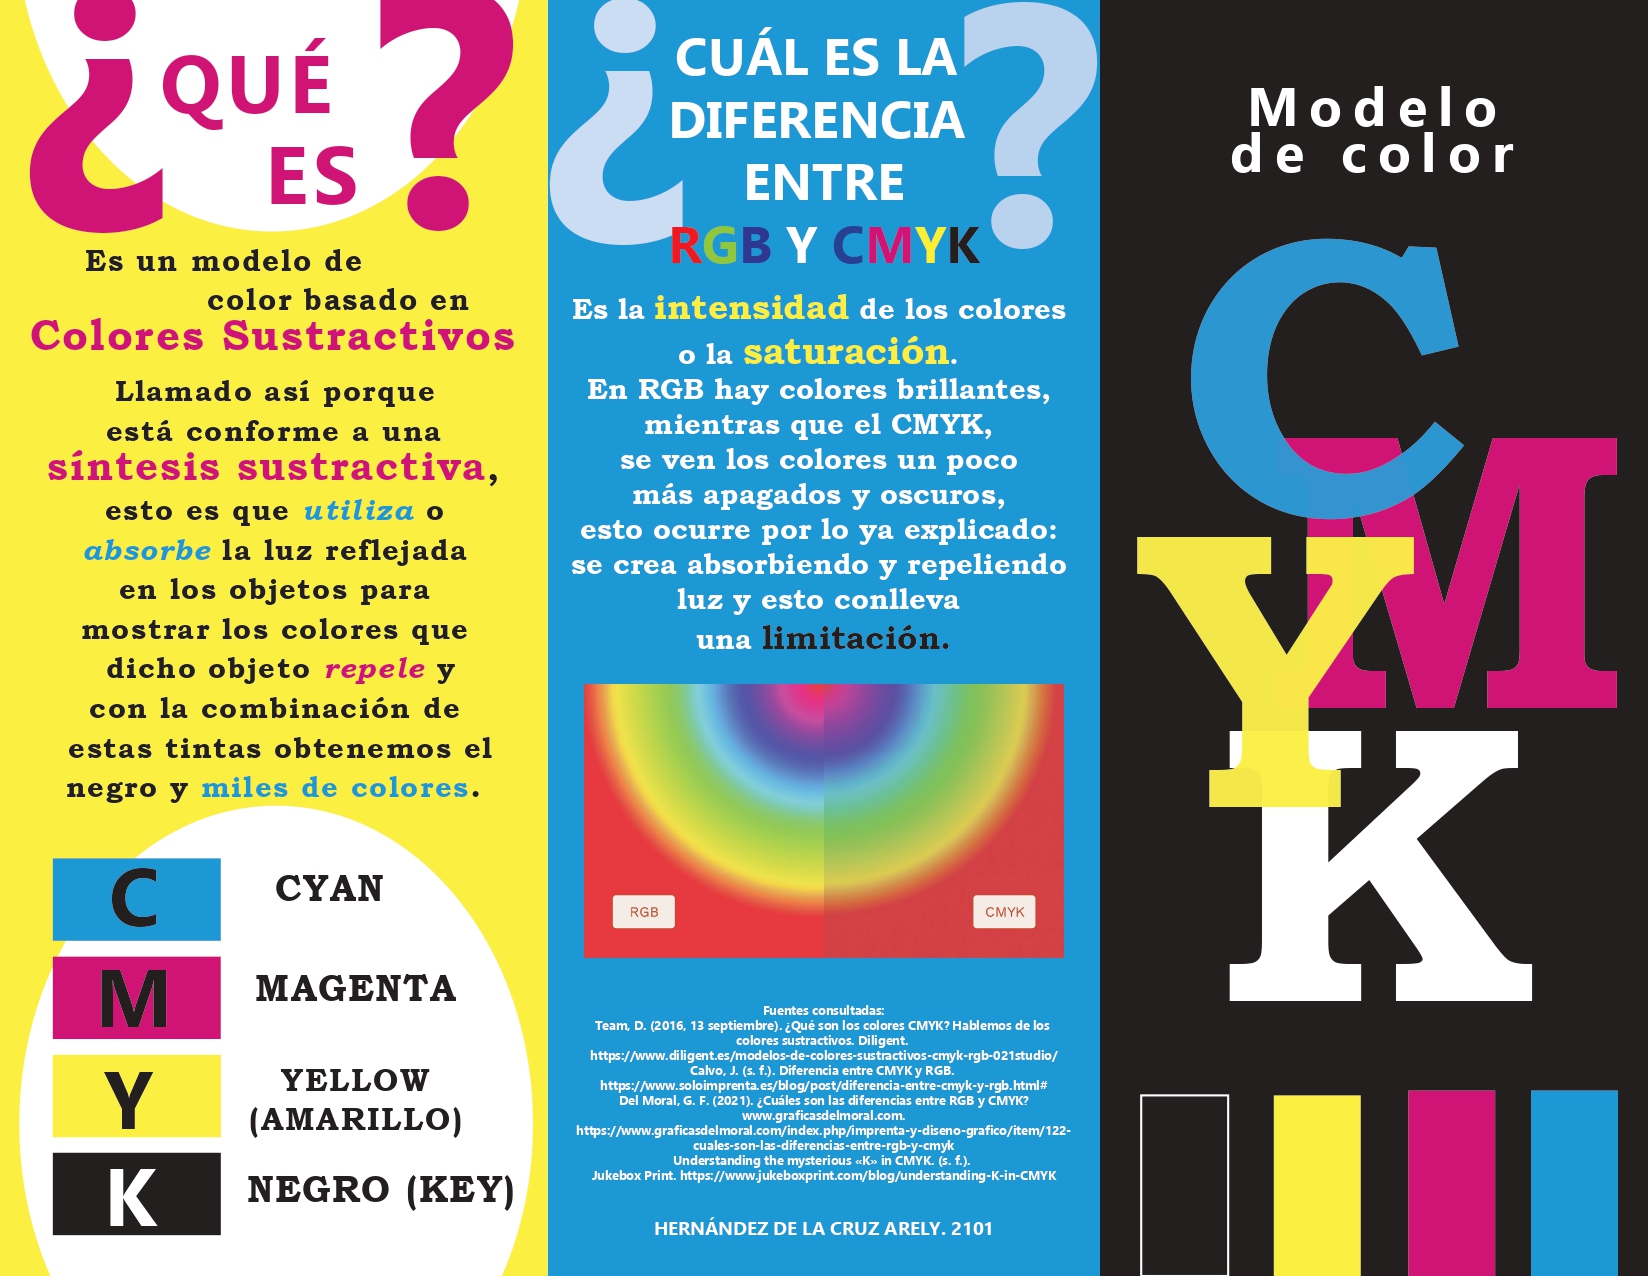 ¿QUÉ
ES?
Es un modelo de
color basado en
Colores Sustractivos
Llamado así porque
está conforme a una
síntesis sustractiva,
esto es que utiliza o
absorbe la luz reflejada
en los objetos para
mostrar los colores que
dicho objeto repele y
con la combinación de
estas tintas obtenemos el
negro y miles de colores.
C CYAN
M MAGENTA
Y YELLOW
(AMARILLO)
K NEGRO (KEY)
¿CUÁL ES LA
DIFERENCIA
ENTRE
RGB Y CMYK?
Es la intensidad de los colores
o la saturación.
En RGB hay colores brillantes,
mientras que el CMYK,
se ven los colores un poco
más apagados y oscuros,
esto ocurre por lo ya explicado:
se crea absorbiendo y repeliendo
luz y esto conlleva
una limitación.
RGB
CMYK
Fuentes consultadas:
Team, D. (2016, 13 septiembre). ¿Qué son los colores CMYK? Hablemos de los
colores sustractivos. Diligent.
https://www.diligent.es/modelos-de-colores-sustractivos-cmyk-rgb-021studio/
Calvo, J. (s. f.). Diferencia entre CMYK y RGB.
https://www.soloimprenta.es/blog/post/diferencia-entre-cmyk-y-rgb.html#
Del Moral, G. F. (2021). ¿Cuáles son las diferencias entre RGB y CMYK?
www.graficasdelmoral.com.
https://www.graficasdelmoral.com/index.php/imprenta-y-diseno-grafico/item/122-
cuales-son-las-diferencias-entre-rgb-y-cmyk
Understanding the mysterious «K» in CMYK. (s. f.).
Jukebox Print. https://www.jukeboxprint.com/blog/understanding-K-in-CMYK
HERNÁNDEZ DE LA CRUZ ARELY. 2101
Modelo
de color
C
M
Y
K